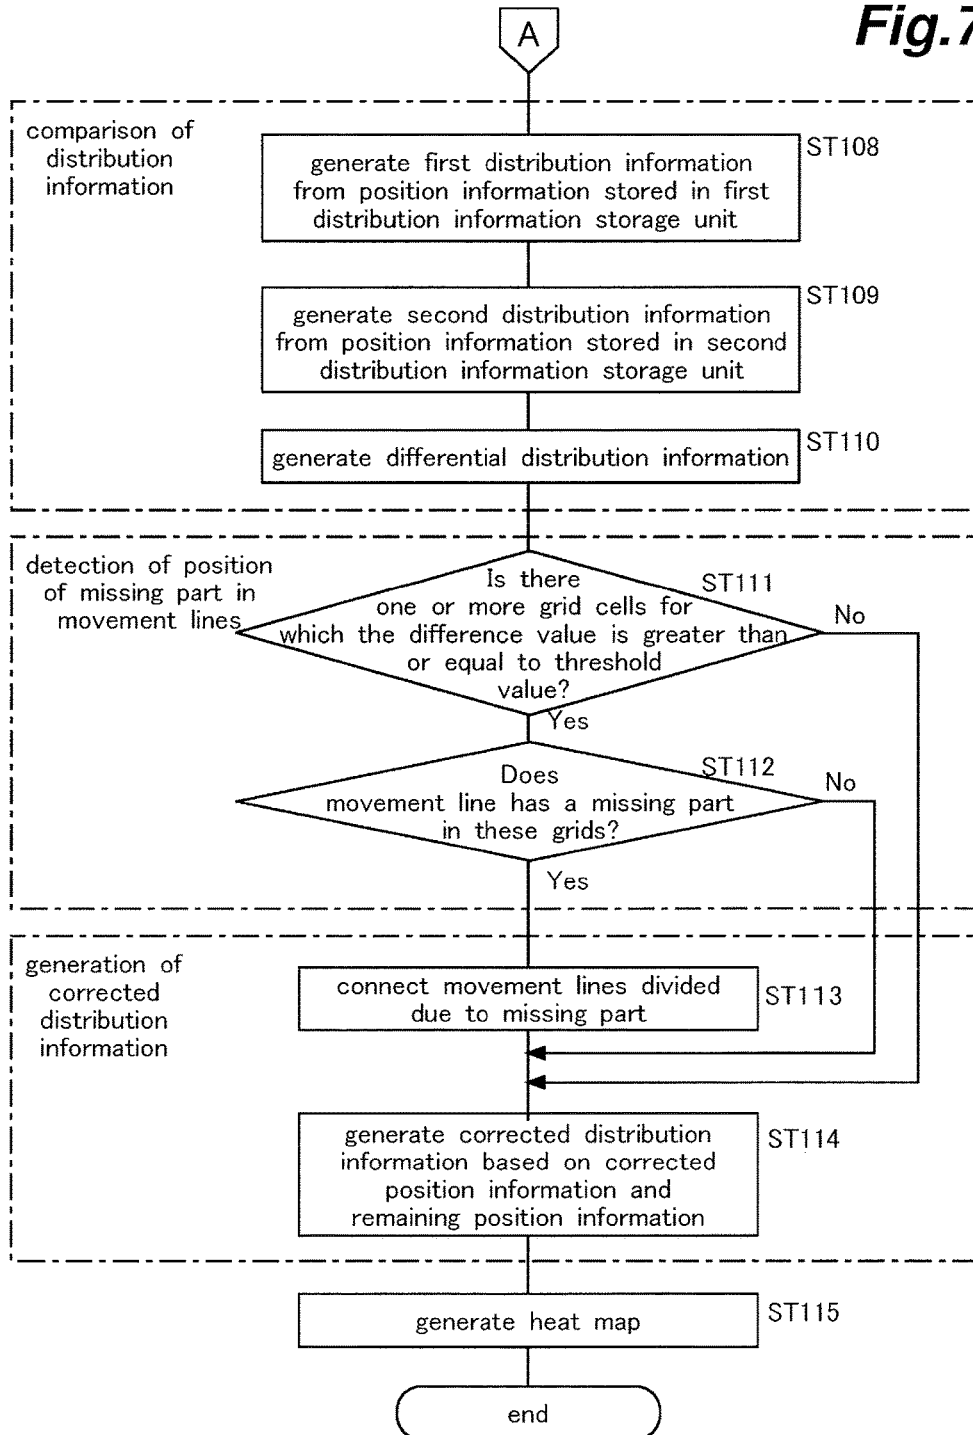 Fig.7
A
comparison of
distribution
information
ST108
generate first distribution information
from position information stored in first
distribution information storage unit
ST109
generate second distribution information
from position information stored in second
distribution information storage unit
ST110
generate differential distribution information
detection of position
of missing part in
movement lines
ST111
Is there
one or more grid cells for
which the difference value is greater than
or equal to threshold
value?
No
Yes
ST112
Does
movement line has a missing part
in these grids?
No
Yes
generation of
corrected
distribution
information
connect movement lines divided
due to missing part
ST113
generate corrected distribution
information based on corrected
position information and
remaining position information
ST114
generate heat map
ST115
end